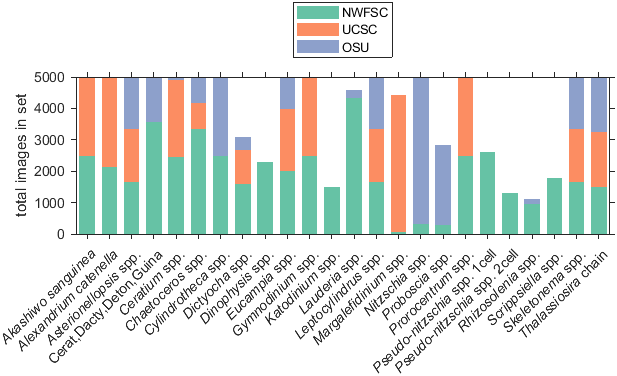 NWFSC
UCSC
OSU
total images in set
5000
4000
3000
2000
1000
0
Akashiwo sanguinea
Alexandrium catenella
Asterionellopsis spp.
Cerat,Dacty,Deton,Guina
Ceratium spp.
Chaetoceros spp.
Cylindrotheca spp.
Dictyocha spp.
Dinophysis spp.
Eucampia spp.
Gymnodinium spp.
Katodinium spp.
Lauderia spp.
Leptocylindrus spp.
Margalefidinium spp.
Nitzschia spp.
Proboscia spp.
Prorocentrum spp.
Pseudo-nitzschia spp. 1cell
Pseudo-nitzschia spp. 2cell
Rhizosolenia spp.
Scrippsiella spp.
Skeletonema spp.
Thalassiosira chain